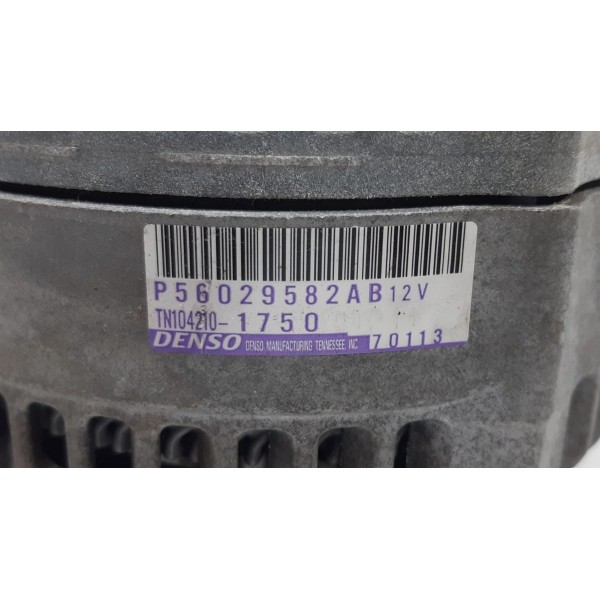 P56029582AB 12V
TN104210-1750
DENSO DENSO MANUFACTURING TENNESSEE, INC 70113